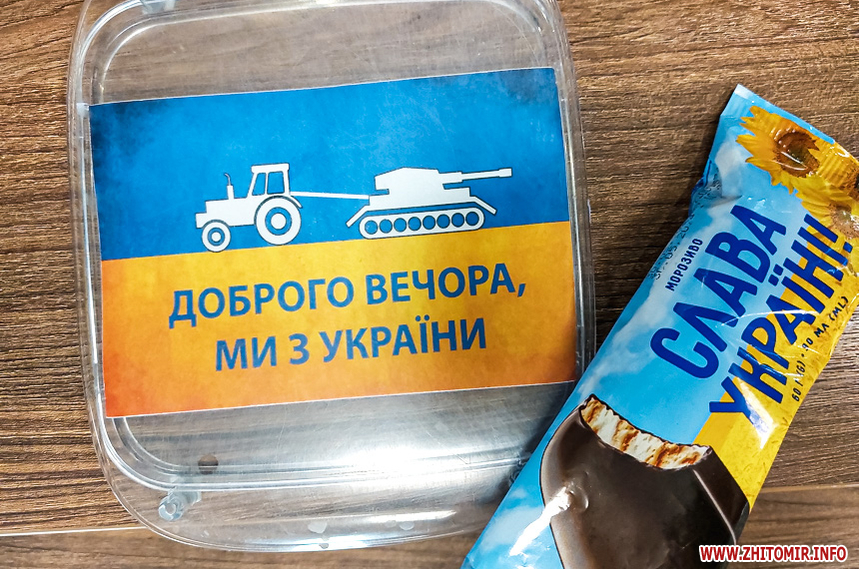 ДОБРОГО ВЕЧОРА,
МИ З УКРАЇНИ
МОРОЗИВО
СЛАВА
УКРАЇНІ!
WWW.ZHITOMIR.INFO